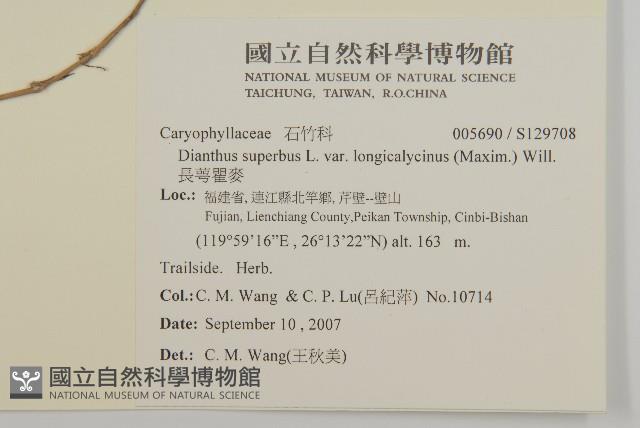 國立自然科學博物館
NATIONAL MUSEUM OF NATURAL SCIENCE
TAICHUNG, TAIWAN, R.O.CHINA
Caryophyllaceae 石竹科 005690 / S129708
Dianthus superbus L. var. longicalycinus (Maxim.) Will.
長萼瞿麥
Loc.: 福建省, 連江縣北竿鄉, 芹壁--壁山
Fujian, Lienchiang County,Peikan Township, Cinbi-Bishan
(119°59’16”E , 26°13’22”N) alt. 163 m.
Trailside. Herb.
Col.: C. M. Wang & C. P. Lu(呂紀萍) No.10714
Date: September 10 , 2007
Det.: C. M. Wang(王秋美)
國立自然科學博物館
NATIONAL MUSEUM OF NATURAL SCIENCE